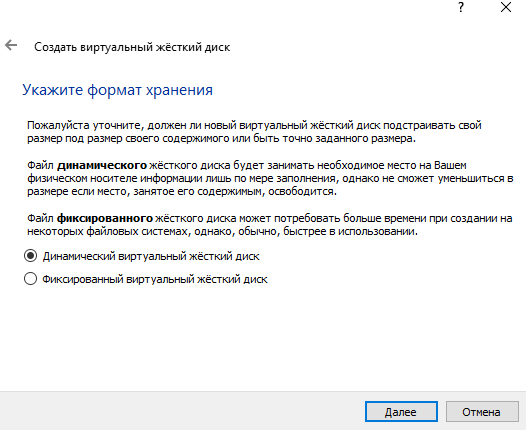 ?
Создать виртуальный жёсткий диск
Укажите формат хранения
Пожалуйста уточните, должен ли новый виртуальный жёсткий диск подстраивать свой
размер под размер своего содержимого или быть точно заданного размера.
Файл динамического жёсткого диска будет занимать необходимое место на Вашем
физическом носителе информации лишь по мере заполнения, однако не сможет уменьшиться в
размере если место, занятое его содержимым, освободится.
Файл фиксированного жёсткого диска может потребовать больше времени при создании на
некоторых файловых системах, однако, обычно, быстрее в использовании.
Динамический виртуальный жёсткий диск
Фиксированный виртуальный жёсткий диск
Далее
Отмена